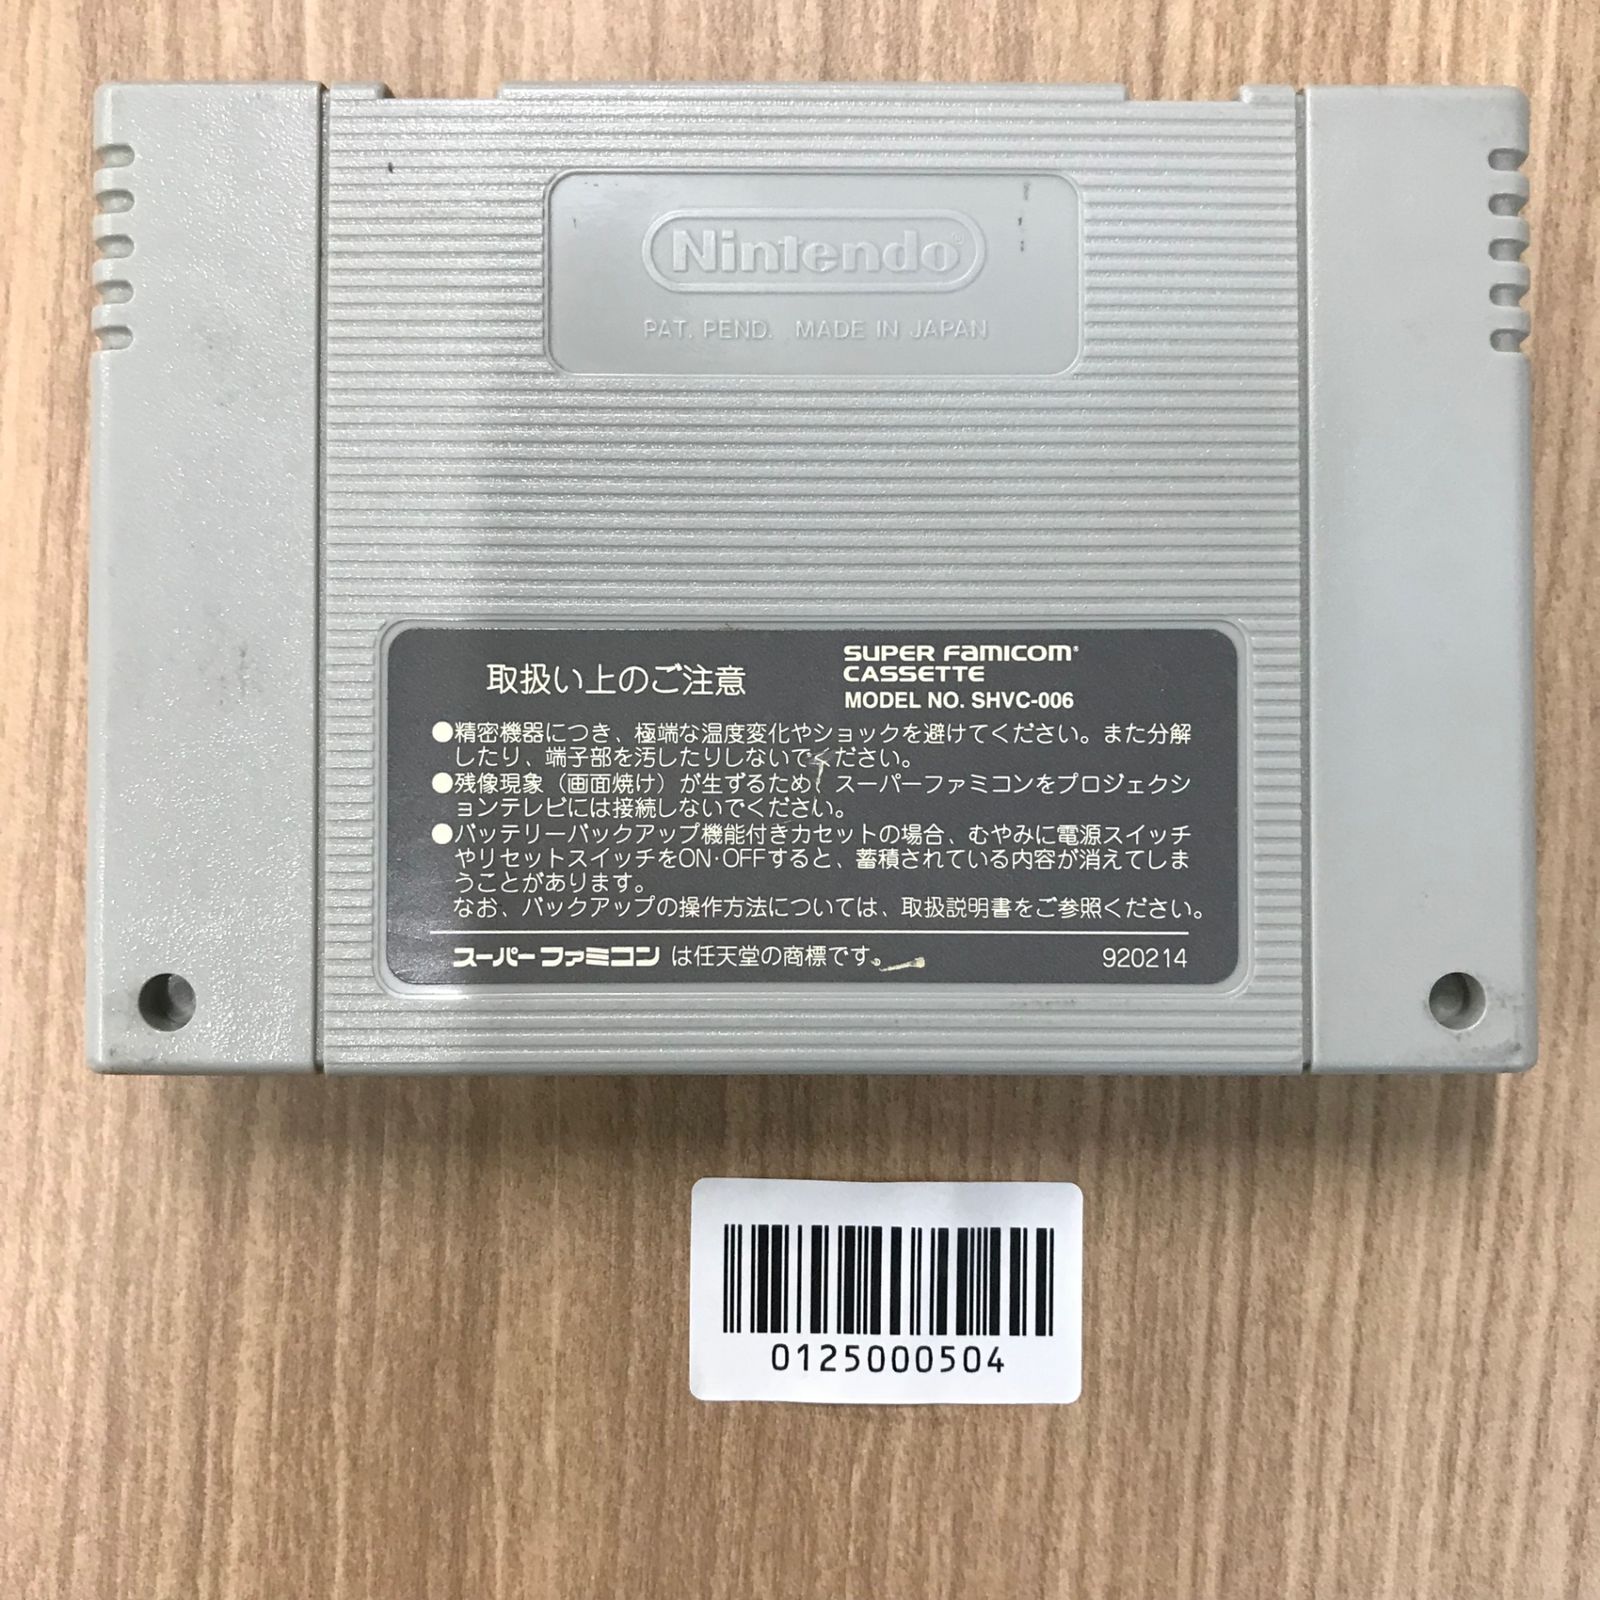 Nintendo®
PAT. PEND. MADE IN JAPAN
取扱い上のご注意
SUPER FAMICOM®
CASSETTE
MODEL NO. SHVC-006
●精密機器につき、極端な温度変化やショックを避けてください。また分解
したり、端子部を汚したりしないでください。
●残像現象（画面焼け）が生ずるため、スーパーファミコンをプロジェクシ
ョンテレビには接続しないでください。
●バッテリーバックアップ機能付きカセットの場合、むやみに電源スイッチ
やリセットスイッチをON·OFFすると、蓄積されている内容が消えてしま
うことがあります。
なお、バックアップの操作方法については、取扱説明書をご参照ください。
スーパーファミコンは任天堂の商標です。
920214
0125000504